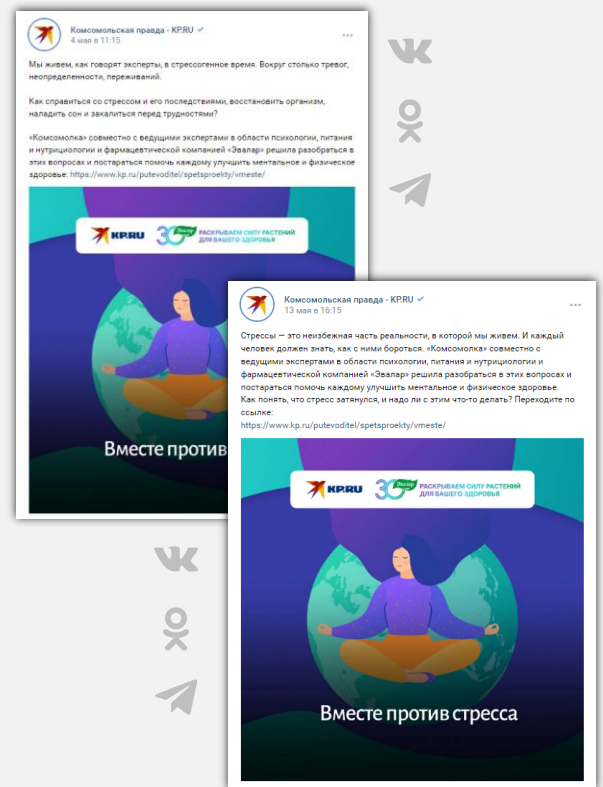 Комсомольская правда - KP.RU
4 мая в 11:15
Мы живем, как говорят эксперты, в стрессогенное время. Вокруг столько тревог,
неопределенности, переживаний.
Как справиться со стрессом и его последствиями, восстановить организм,
наладить сон и закалиться перед трудностями?
«Комсомолка» совместно с ведущими экспертами в области психологии, питания
и нутрициологии и фармацевтической компанией «Эвалар» решила разобраться в
этих вопросах и постараться помочь каждому улучшить ментальное и физическое
здоровье: https://www.kp.ru/putevoditel/spetsproekty/vmeste/
KP.RU 30 Эвалар РАСКРЫВАЕМ СИЛУ РАСТЕНИЙ
ДЛЯ ВАШЕГО ЗДОРОВЬЯ
Вместе против
Комсомольская правда - KP.RU
13 мая в 16:15
Стрессы — это неизбежная часть реальности, в которой мы живем. И каждый
человек должен знать, как с ними бороться. «Комсомолка» совместно с
ведущими экспертами в области психологии, питания и нутрициологии и
фармацевтической компанией «Эвалар» решила разобраться в этих вопросах и
постараться помочь каждому улучшить ментальное и физическое здоровье.
Как понять, что стресс затянулся, и надо ли с этим что-то делать? Переходите по
ссылке:
https://www.kp.ru/putevoditel/spetsproekty/vmeste/
KP.RU 30 Эвалар РАСКРЫВАЕМ СИЛУ РАСТЕНИЙ
ДЛЯ ВАШЕГО ЗДОРОВЬЯ
Вместе против стресса